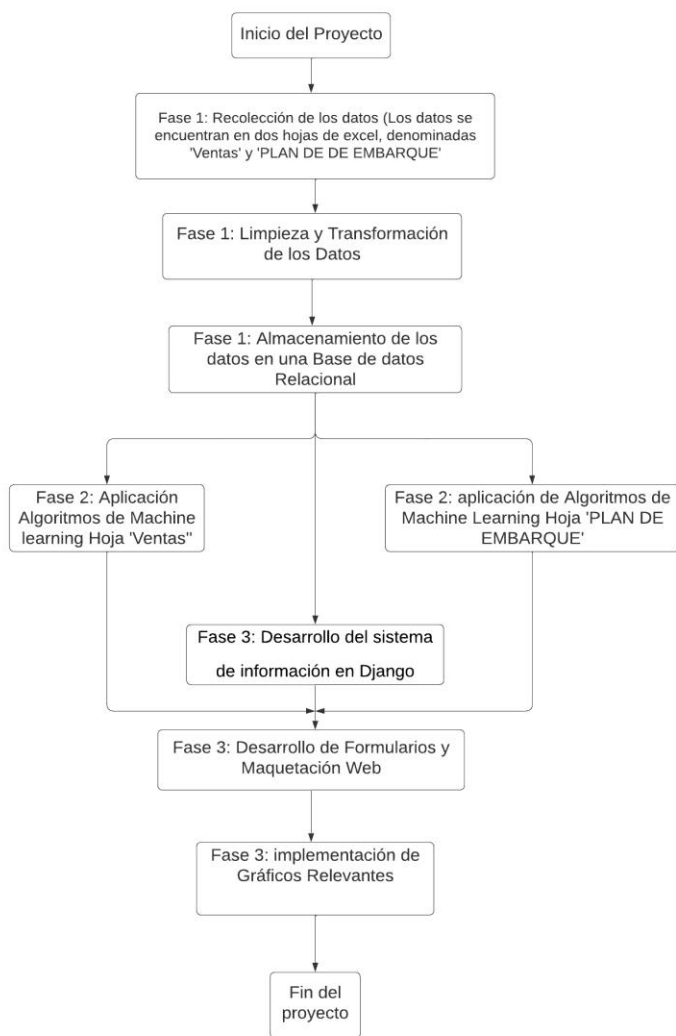 Inicio del Proyecto
Fase 1: Recolección de los datos (Los datos se
encuentran en dos hojas de excel, denominadas
'Ventas' y 'PLAN DE DE EMBARQUE'
Fase 1: Limpieza y Transformación
de los Datos
Fase 1: Almacenamiento de los
datos en una Base de datos
Relacional
Fase 2: Aplicación
Algoritmos de Machine
learning Hoja 'Ventas"
Fase 2: aplicación de Algoritmos de
Machine Learning Hoja 'PLAN DE
EMBARQUE'
Fase 3: Desarrollo del sistema
de información en Django
Fase 3: Desarrollo de Formularios y
Maquetación Web
Fase 3: implementación de
Gráficos Relevantes
Fin del
proyecto